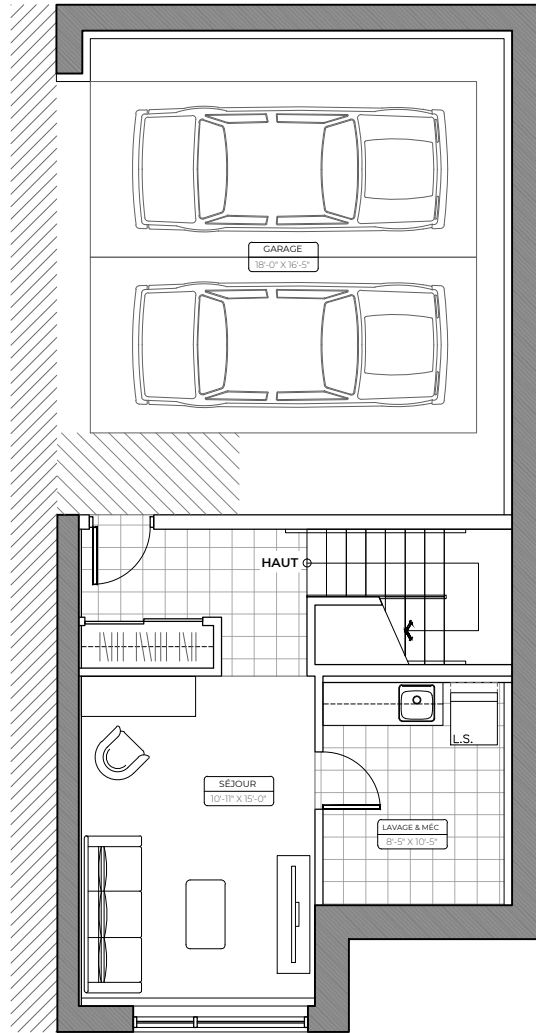 GARAGE
18'-0" X 16'-5"
HAUT
L.S.
SÉJOUR
10'-11" X 15'-0"
LAVAGE & MÉC
8'-5" X 10'-5"